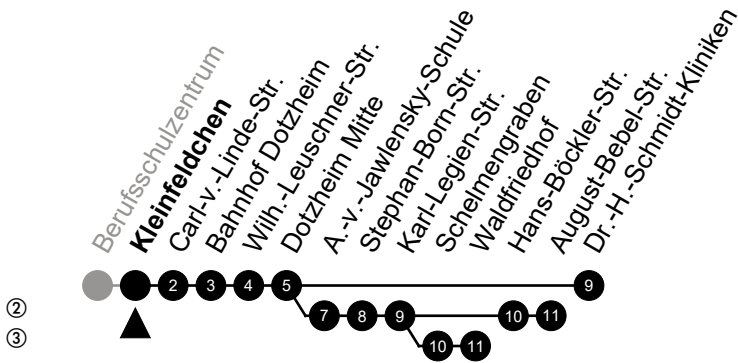 Berufsschulzentrum
Kleinfeldchen
Carl-v.-Linde-Str.
Bahnhof Dotzheim
Wilh.-Leuschner-Str.
Dotzheim Mitte
A.-v.-Jawlensky-Schule
Stephan-Born-Str.
Karl-Legien-Str.
Schelmengraben
Waldfriedhof
Hans-Böckler-Str.
August-Bebel-Str.
Dr.-H.-Schmidt-Kliniken
2 3 4 5 9
② 7 8 9 10 11
③ 10 11